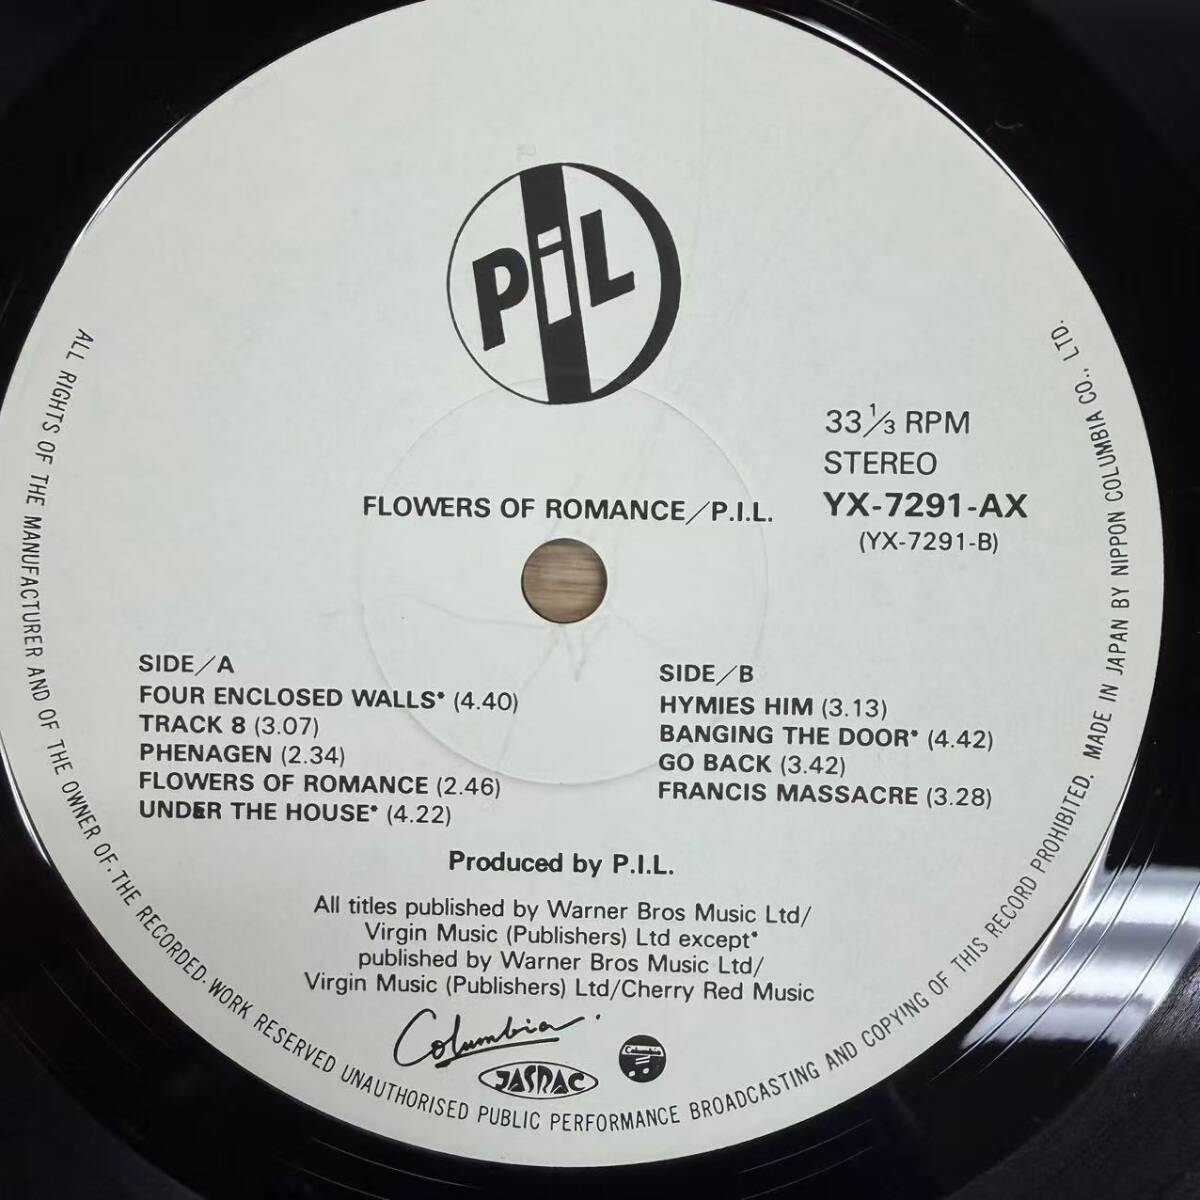 PiL
33 1/3 RPM
STEREO
YX-7291-AX
(YX-7291-B)
FLOWERS OF ROMANCE/P.I.L.
SIDE/A
FOUR ENCLOSED WALLS* (4.40)
TRACK 8 (3.07)
PHENAGEN (2.34)
FLOWERS OF ROMANCE (2.46)
UNDER THE HOUSE* (4.22)
SIDE/B
HYMIES HIM (3.13)
BANGING THE DOOR* (4.42)
GO BACK (3.42)
FRANCIS MASSACRE (3.28)
Produced by P.I.L.
All titles published by Warner Bros Music Ltd/
Virgin Music (Publishers) Ltd except*
published by Warner Bros Music Ltd/
Virgin Music (Publishers) Ltd/Cherry Red Music
Columbia
JASRAC
ALL RIGHTS OF THE MANUFACTURER AND OF THE OWNER OF. THE RECORDED. WORK RESERVED UNAUTHORISED PUBLIC PERFORMANCE BROADCASTING AND COPYING OF THIS RECORD PROHIBITED. MADE IN JAPAN BY NIPPON COLUMBIA CO., LTD.